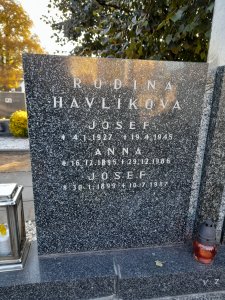 RODINA
HAVLÍKOVA
JOSEF
* 4.1.1927 † 19.4.1945
ANNA
* 16.12.1895 † 29.12.1986
JOSEF
* 30.1.1899 † 10.7.1987
V Z